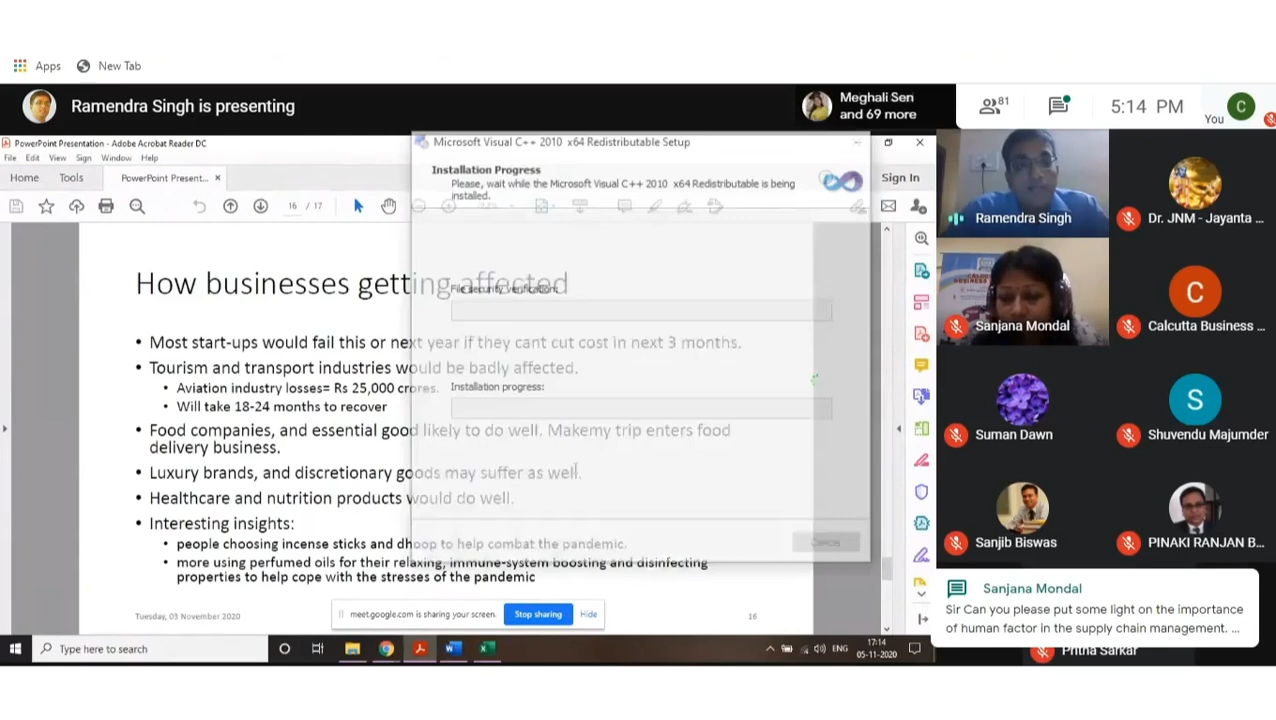 Apps
New Tab
Ramendra Singh is presenting
Meghali Sen
and 69 more
81
5:14 PM
You
C
PowerPoint Presentation - Adobe Acrobat Reader DC
File Edit View Sign Window Help
Home Tools PowerPoint Present... ×
Sign In
16 / 17
Microsoft Visual C++ 2010 x64 Redistributable Setup
Installation Progress
Please, wait while the Microsoft Visual C++ 2010 x64 Redistributable is being
installed.
File security verification:
Installation progress:
Cancel
How businesses getting affected
• Most start-ups would fail this or next year if they cant cut cost in next 3 months.
• Tourism and transport industries would be badly affected.
• Aviation industry losses= Rs 25,000 crores.
• Will take 18-24 months to recover
• Food companies, and essential good likely to do well. Makemy trip enters food
delivery business.
• Luxury brands, and discretionary goods may suffer as well.
• Healthcare and nutrition products would do well.
• Interesting insights:
• people choosing incense sticks and dhoop to help combat the pandemic.
• more using perfumed oils for their relaxing, immune-system boosting and disinfecting
properties to help cope with the stresses of the pandemic
Tuesday, 03 November 2020
16
meet.google.com is sharing your screen.
Stop sharing
Hide
Type here to search
ENG
17:14
05-11-2020
Ramendra Singh
Dr. JNM - Jayanta ...
Sanjana Mondal
C
Calcutta Business ...
Suman Dawn
S
Shuvendu Majumder
Sanjib Biswas
PINAKI RANJAN B...
Sanjana Mondal
Sir Can you please put some light on the importance
of human factor in the supply chain management. ...
Pritha Sarkar